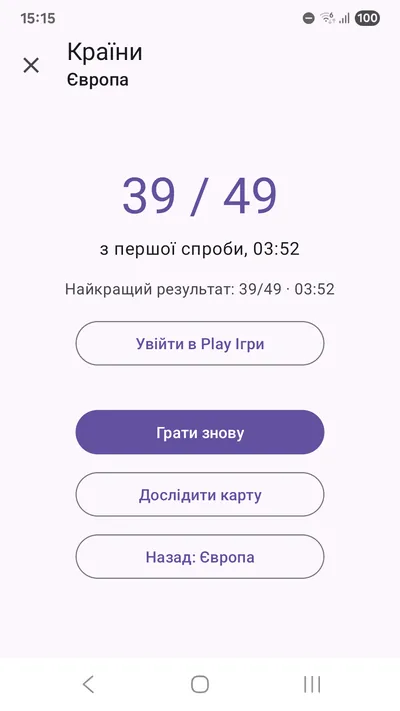 15:15
100
Країни
Європа
39 / 49
з першої спроби, 03:52
Найкращий результат: 39/49 · 03:52
Увійти в Play Ігри
Грати знову
Дослідити карту
Назад: Європа